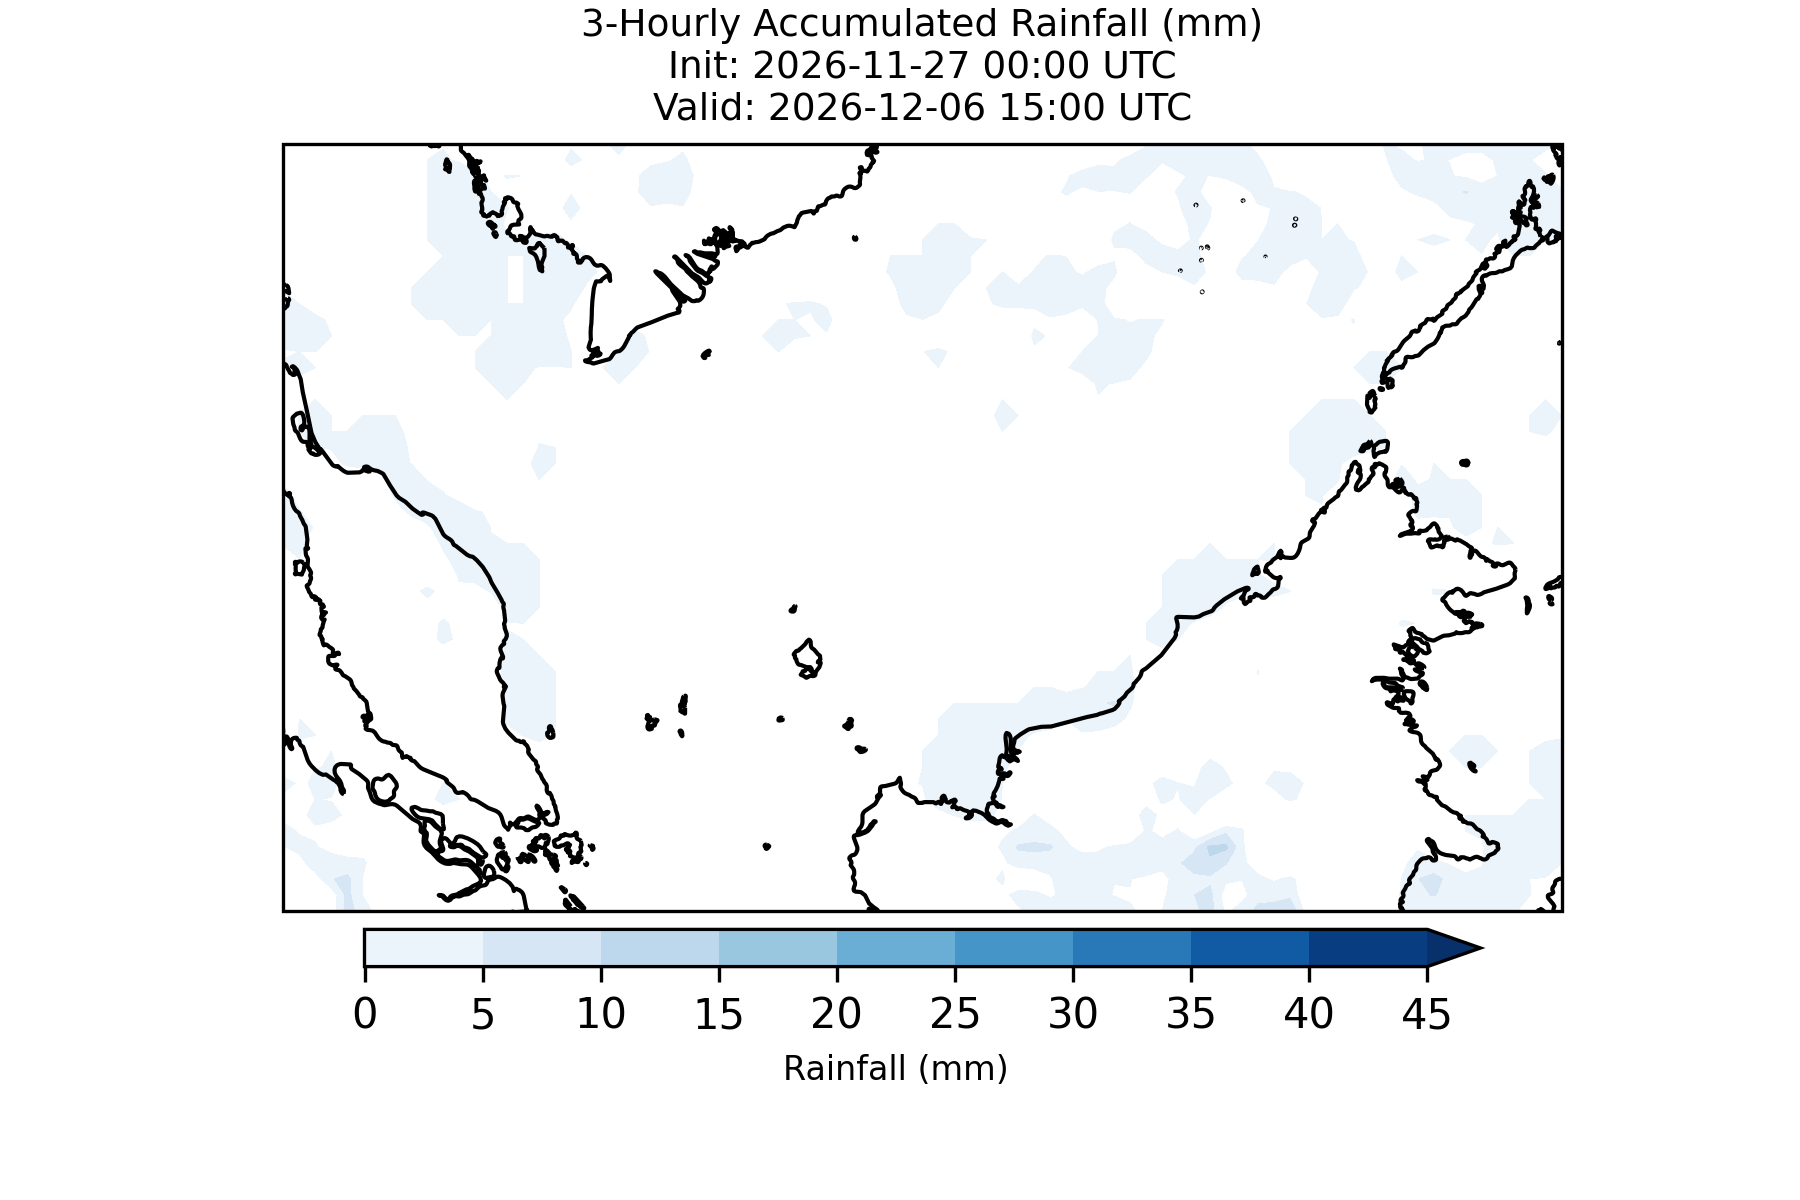 3-Hourly Accumulated Rainfall (mm)
Init: 2026-11-27 00:00 UTC
Valid: 2026-12-06 15:00 UTC
0 5 10 15 20 25 30 35 40 45
Rainfall (mm)